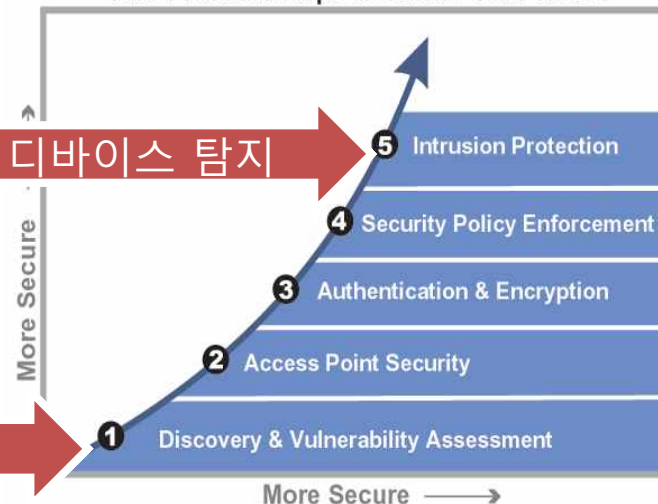 More Secure
디바이스 탐지
5 Intrusion Protection
4 Security Policy Enforcement
3 Authentication & Encryption
2 Access Point Security
1 Discovery & Vulnerability Assessment
More Secure